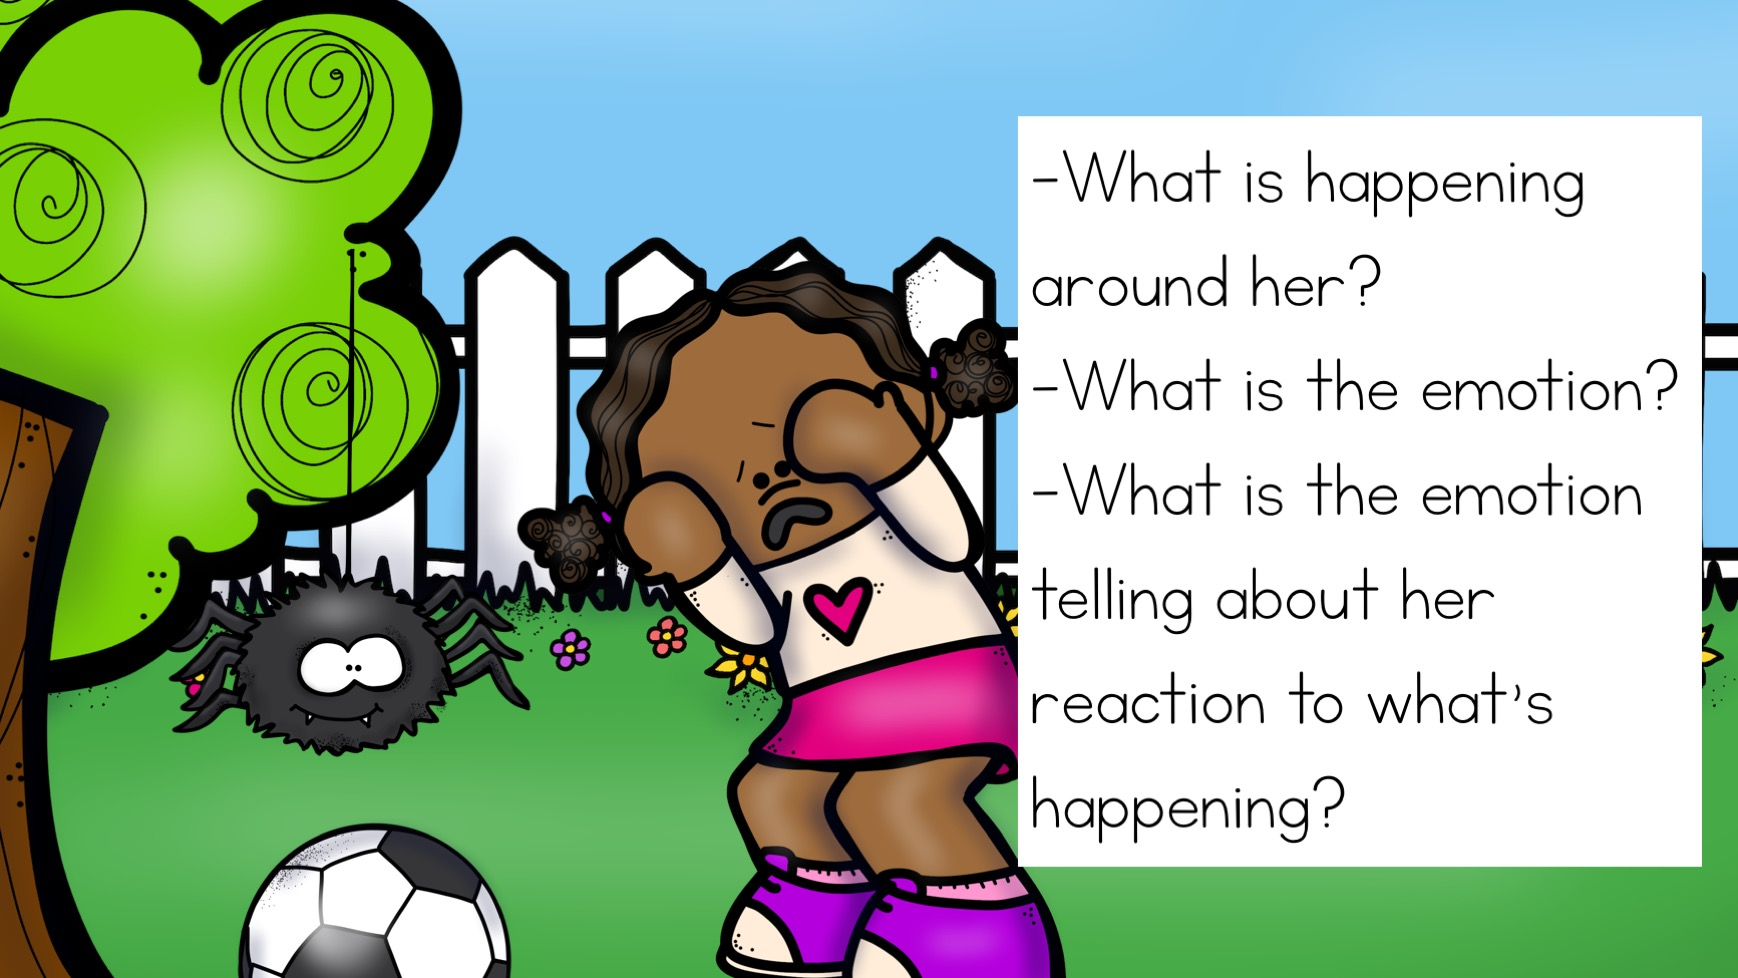 -What is happening
around her?
-What is the emotion?
-What is the emotion
telling about her
reaction to what's
happening?